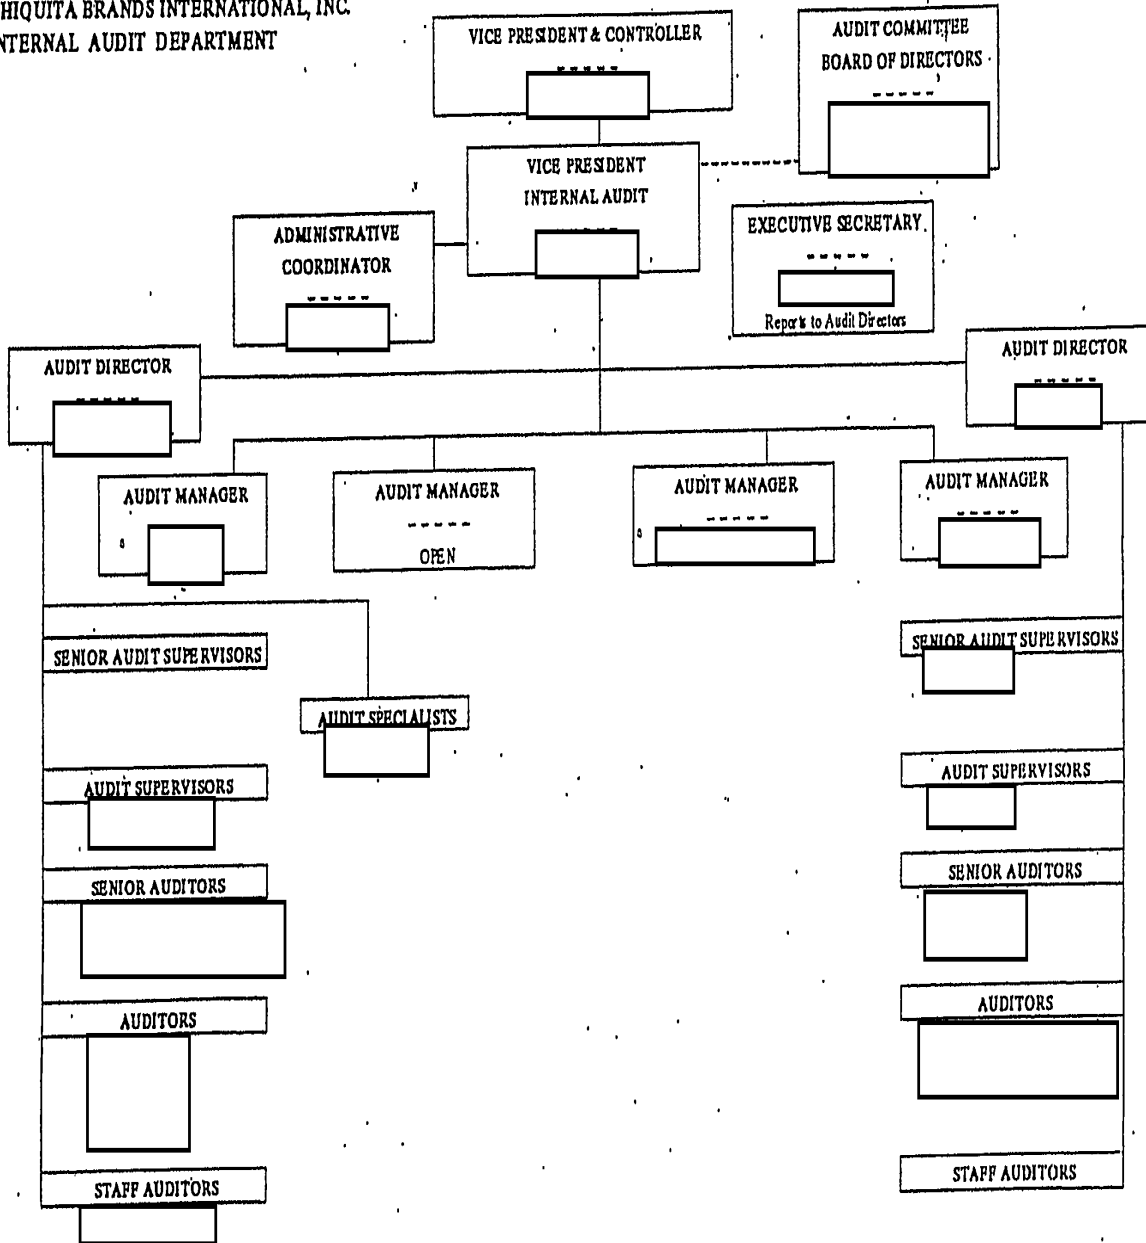 HIQUITA BRANDS INTERNATIONAL, INC.
NTERNAL AUDIT DEPARTMENT
VICE PRESIDENT & CONTROLLER
-----
AUDIT COMMITTEE
BOARD OF DIRECTORS
-----
VICE PRESIDENT
INTERNAL AUDIT
ADMINISTRATIVE
COORDINATOR
-----
EXECUTIVE SECRETARY
-----
Reports to Audit Directors
AUDIT DIRECTOR
-----
AUDIT DIRECTOR
-----
AUDIT MANAGER
AUDIT MANAGER
-----
OPEN
AUDIT MANAGER
-----
AUDIT MANAGER
-----
SENIOR AUDIT SUPERVISORS
SENIOR AUDIT SUPERVISORS
AUDIT SPECIALISTS
AUDIT SUPERVISORS
AUDIT SUPERVISORS
SENIOR AUDITORS
SENIOR AUDITORS
AUDITORS
AUDITORS
STAFF AUDITORS
STAFF AUDITORS